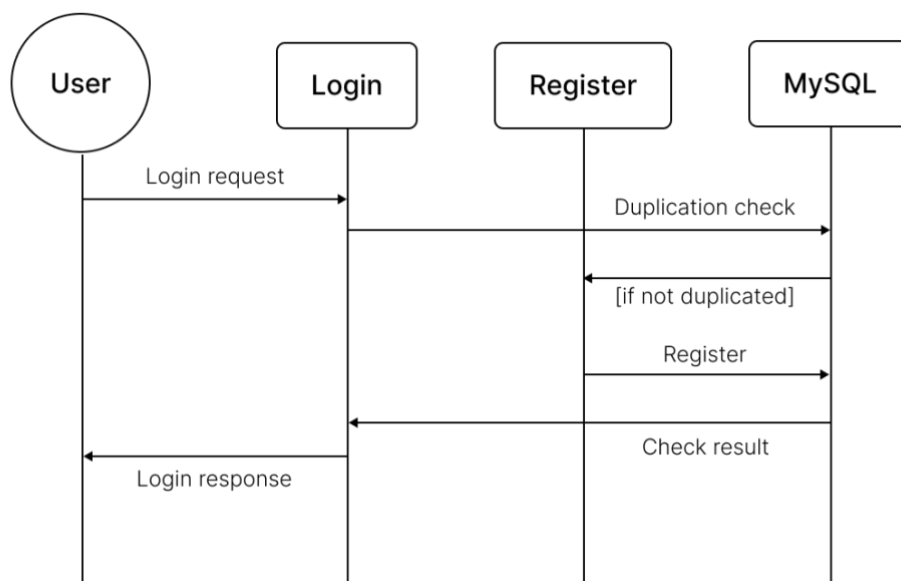 User
Login
Register
MySQL
Login request
Duplication check
[if not duplicated]
Register
Check result
Login response